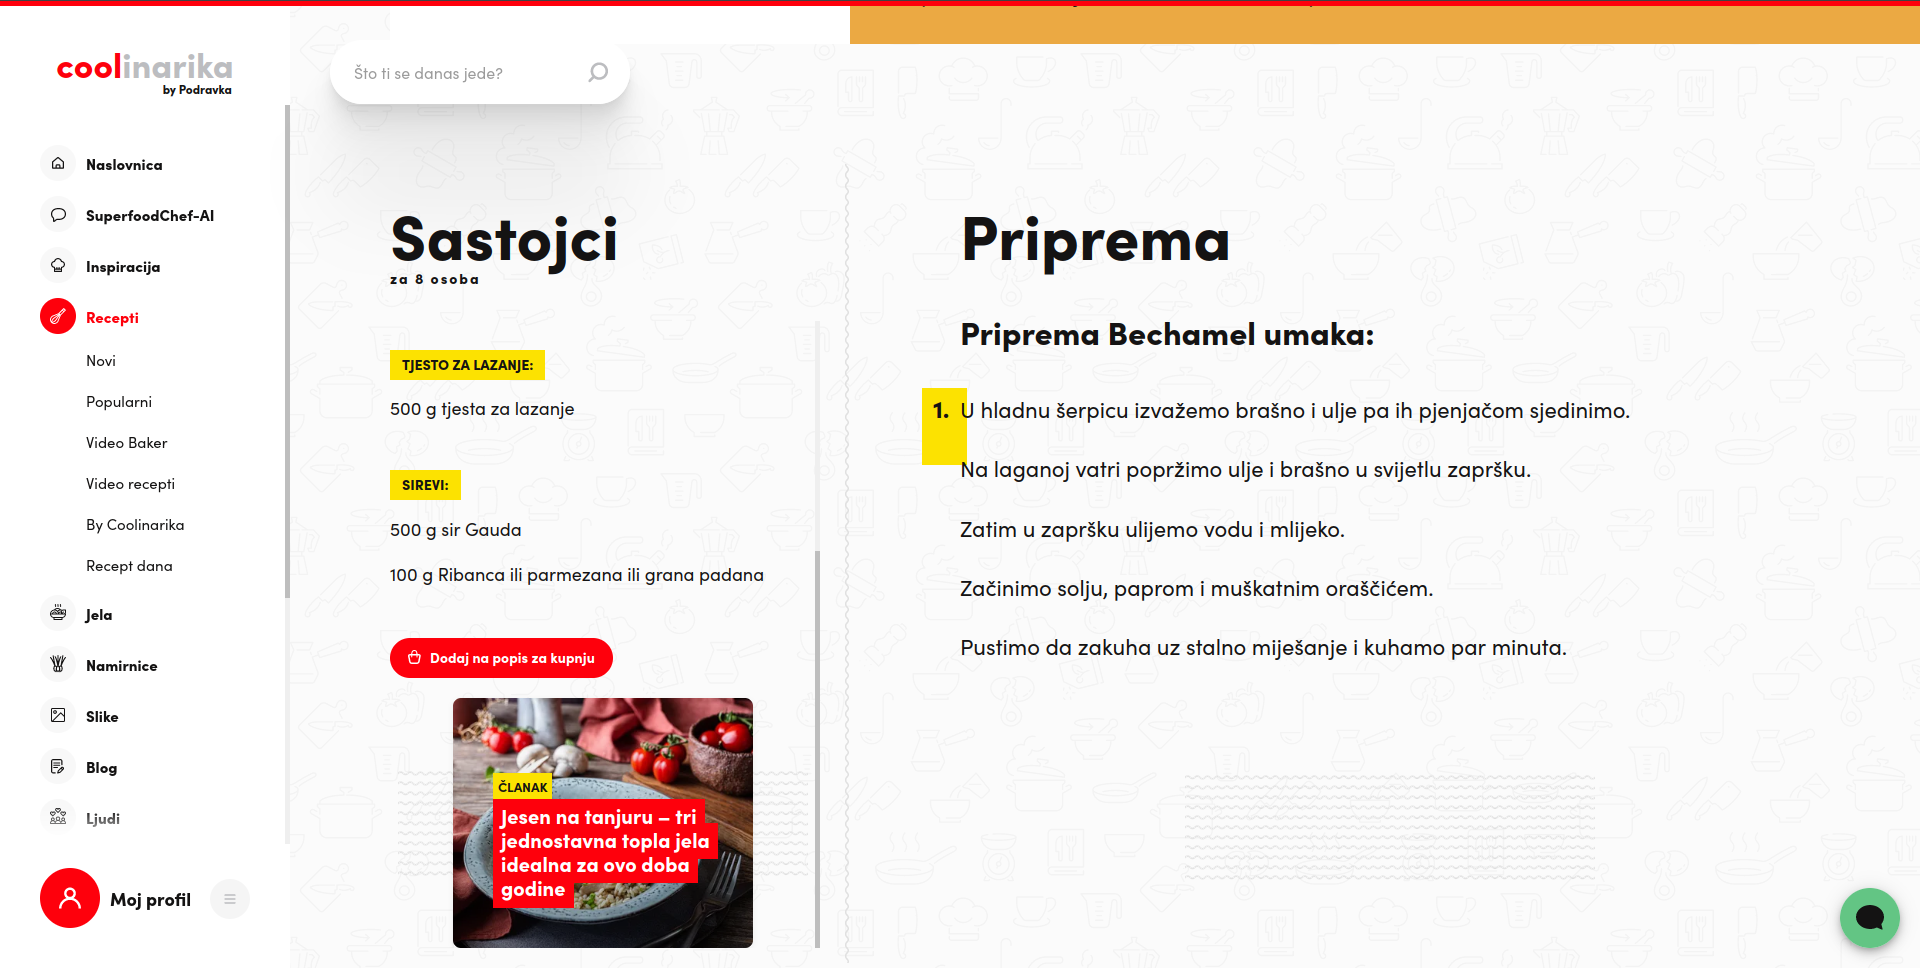 coolinarika
by Podravka
Što ti se danas jede?
Naslovnica
SuperfoodChef-AI
Inspiracija
Recepti
Novi
Popularni
Video Baker
Video recepti
By Coolinarika
Recept dana
Jela
Namirnice
Slike
Blog
Ljudi
Moj profil
Sastojci
za 8 osoba
TJESTO ZA LAZANJE:
500 g tjesta za lazanje
SIREVI:
500 g sir Gauda
100 g Ribanca ili parmezana ili grana padana
Dodaj na popis za kupnju
ČLANAK
Jesen na tanjuru – tri
jednostavna topla jela
idealna za ovo doba
godine
Priprema
Priprema Bechamel umaka:
1. U hladnu šerpicu izvažemo brašno i ulje pa ih pjenjačom sjedinimo.
Na laganoj vatri popržimo ulje i brašno u svijetlu zapršku.
Zatim u zapršku ulijemo vodu i mlijeko.
Začinimo solju, paprom i muškatnim oraščićem.
Pustimo da zakuha uz stalno miješanje i kuhamo par minuta.